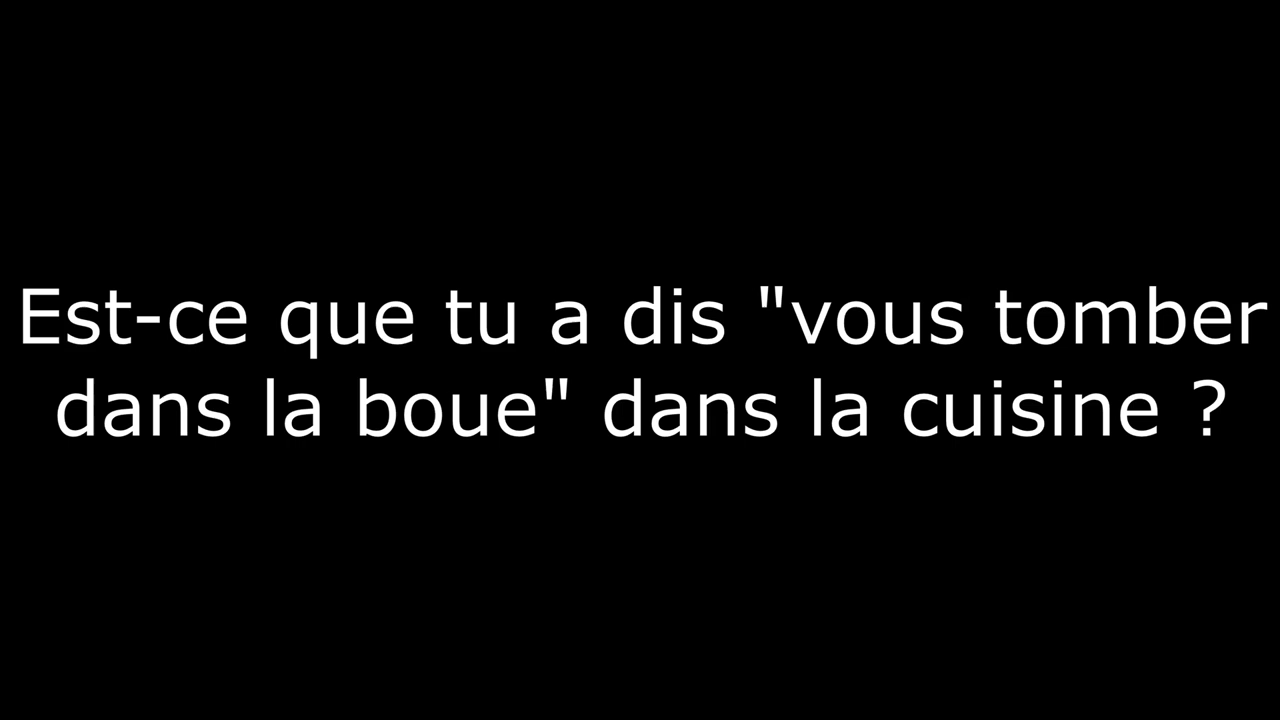 Est-ce que tu a dis "vous tomber
dans la boue" dans la cuisine ?